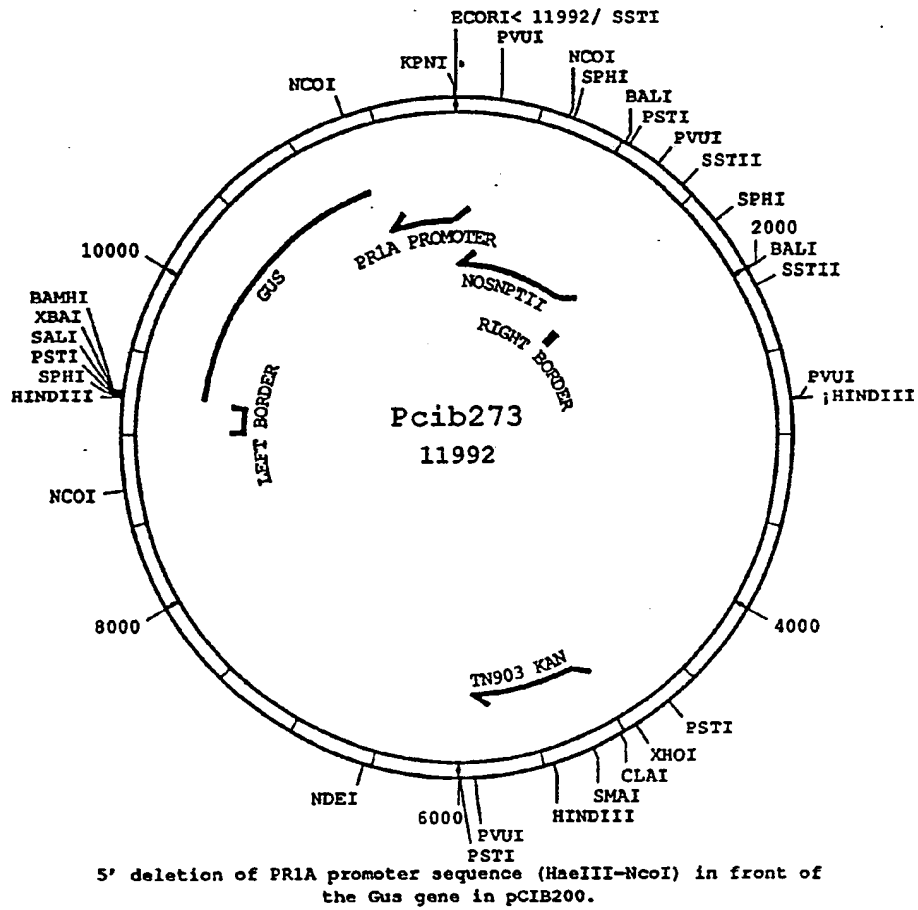 ECORI< 11992/ SSTI
PVUI
KPNI
NCOI
NCOI
SPHI
BALI
PSTI
PVUI
SSTII
SPHI
2000
BALI
SSTII
10000
PR1A PROMOTER
GUS
NOSNPTII
RIGHT BORDER
BAMHI
XBAI
SALI
PSTI
SPHI
HINDIII
LEFT BORDER
PVUI
¡HINDIII
Pcib273
11992
NCOI
8000
4000
TN903 KAN
PSTI
XHOI
CLAI
SMAI
HINDIII
NDEI
6000
PVUI
PSTI
5' deletion of PR1A promoter sequence (HaeIII-NcoI) in front of
the Gus gene in pCIB200.